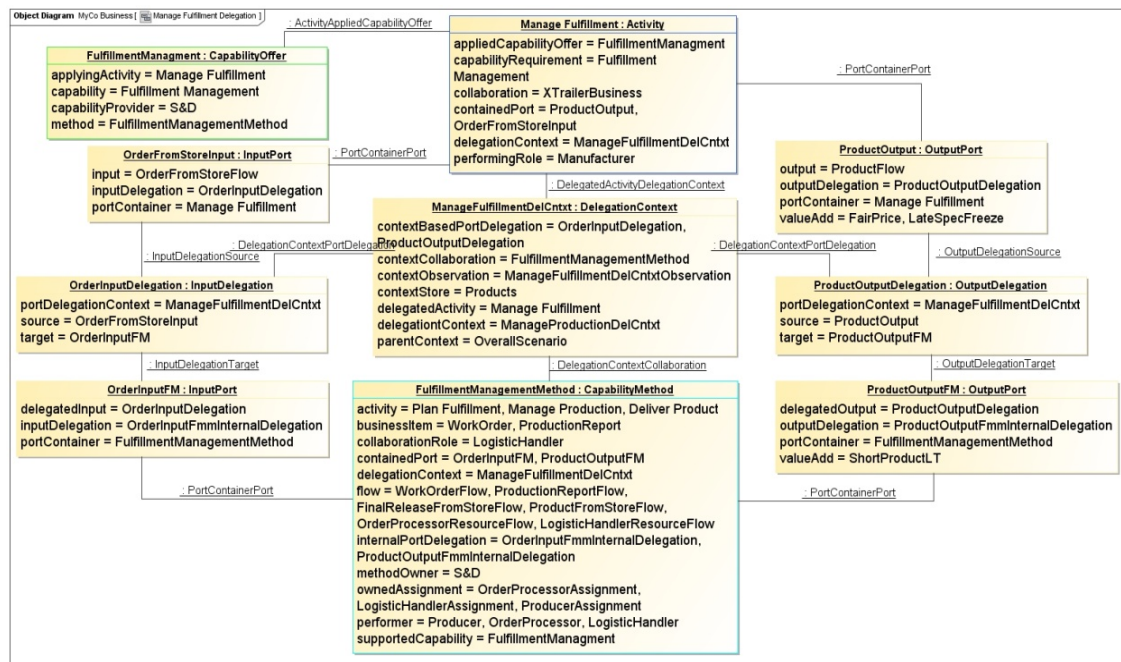 Object Diagram MyCo Business [ Manage Fulfillment Delegation ]
: ActivityAppliedCapabilityOffer
Manage Fulfillment : Activity
appliedCapabilityOffer = FulfillmentManagment
capabilityRequirement = Fulfillment
Management
collaboration = XTrailerBusiness
containedPort = ProductOutput,
OrderFromStoreInput
delegationContext = ManageFulfillmentDelCntxt
performingRole = Manufacturer
FulfillmentManagment : CapabilityOffer
applyingActivity = Manage Fulfillment
capability = Fulfillment Management
capabilityProvider = S&D
method = FulfillmentManagementMethod
: PortContainerPort
: PortContainerPort
OrderFromStoreInput : InputPort
input = OrderFromStoreFlow
inputDelegation = OrderInputDelegation
portContainer = Manage Fulfillment
ProductOutput : OutputPort
output = ProductFlow
outputDelegation = ProductOutputDelegation
portContainer = Manage Fulfillment
valueAdd = FairPrice, LateSpecFreeze
: DelegatedActivityDelegationContext
ManageFulfillmentDelCntxt : DelegationContext
contextBasedPortDelegation = OrderInputDelegation,
ProductOutputDelegation
contextCollaboration = FulfillmentManagementMethod
contextObservation = ManageFulfillmentDelCntxtObservation
contextStore = Products
delegatedActivity = Manage Fulfillment
delegationtContext = ManageProductionDelCntxt
parentContext = OverallScenario
: DelegationContextPortDelegation
: DelegationContextPortDelegation
: InputDelegationSource
: OutputDelegationSource
OrderInputDelegation : InputDelegation
portDelegationContext = ManageFulfillmentDelCntxt
source = OrderFromStoreInput
target = OrderInputFM
ProductOutputDelegation : OutputDelegation
portDelegationContext = ManageFulfillmentDelCntxt
source = ProductOutput
target = ProductOutputFM
: InputDelegationTarget
: DelegationContextCollaboration
: OutputDelegationTarget
OrderInputFM : InputPort
delegatedInput = OrderInputDelegation
inputDelegation = OrderInputFmmInternalDelegation
portContainer = FulfillmentManagementMethod
FulfillmentManagementMethod : CapabilityMethod
activity = Plan Fulfillment, Manage Production, Deliver Product
businessItem = WorkOrder, ProductionReport
collaborationRole = LogisticHandler
containedPort = OrderInputFM, ProductOutputFM
delegationContext = ManageFulfillmentDelCntxt
flow = WorkOrderFlow, ProductionReportFlow,
FinalReleaseFromStoreFlow, ProductFromStoreFlow,
OrderProcessorResourceFlow, LogisticHandlerResourceFlow
internalPortDelegation = OrderInputFmmInternalDelegation,
ProductOutputFmmInternalDelegation
methodOwner = S&D
ownedAssignment = OrderProcessorAssignment,
LogisticHandlerAssignment, ProducerAssignment
performer = Producer, OrderProcessor, LogisticHandler
supportedCapability = FulfillmentManagment
ProductOutputFM : OutputPort
delegatedOutput = ProductOutputDelegation
outputDelegation = ProductOutputFmmInternalDelegation
portContainer = FulfillmentManagementMethod
valueAdd = ShortProductLT
: PortContainerPort
: PortContainerPort